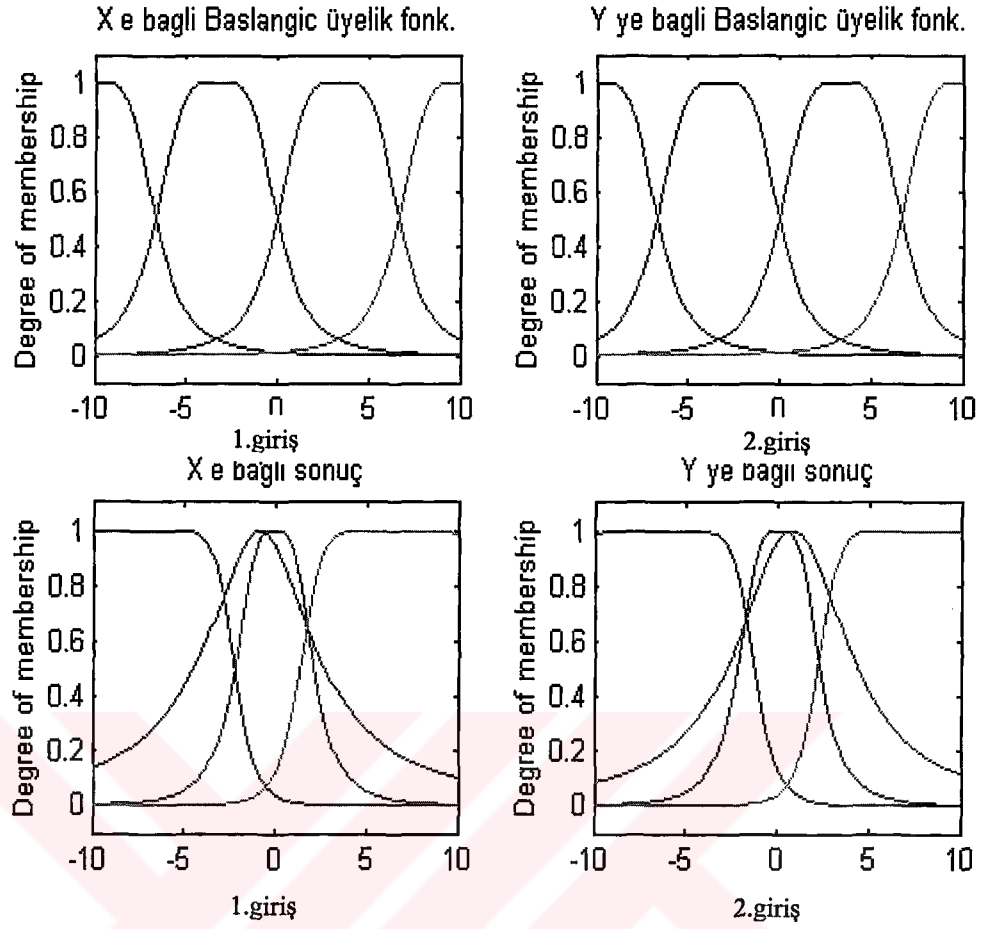 X e bagli Baslangic üyelik fonk.
Y ye bagli Baslangic üyelik fonk.
Degree of membership
1
0.8
0.6
0.4
0.2
0
-10 -5 0 5 10
1.giriş
Degree of membership
1
0.8
0.6
0.4
0.2
0
-10 -5 0 5 10
2.giriş
X e bagli sonuç
Y ye bagli sonuç
Degree of membership
1
0.8
0.6
0.4
0.2
0
-10 -5 0 5 10
1.giriş
Degree of membership
1
0.8
0.6
0.4
0.2
0
-10 -5 0 5 10
2.giriş